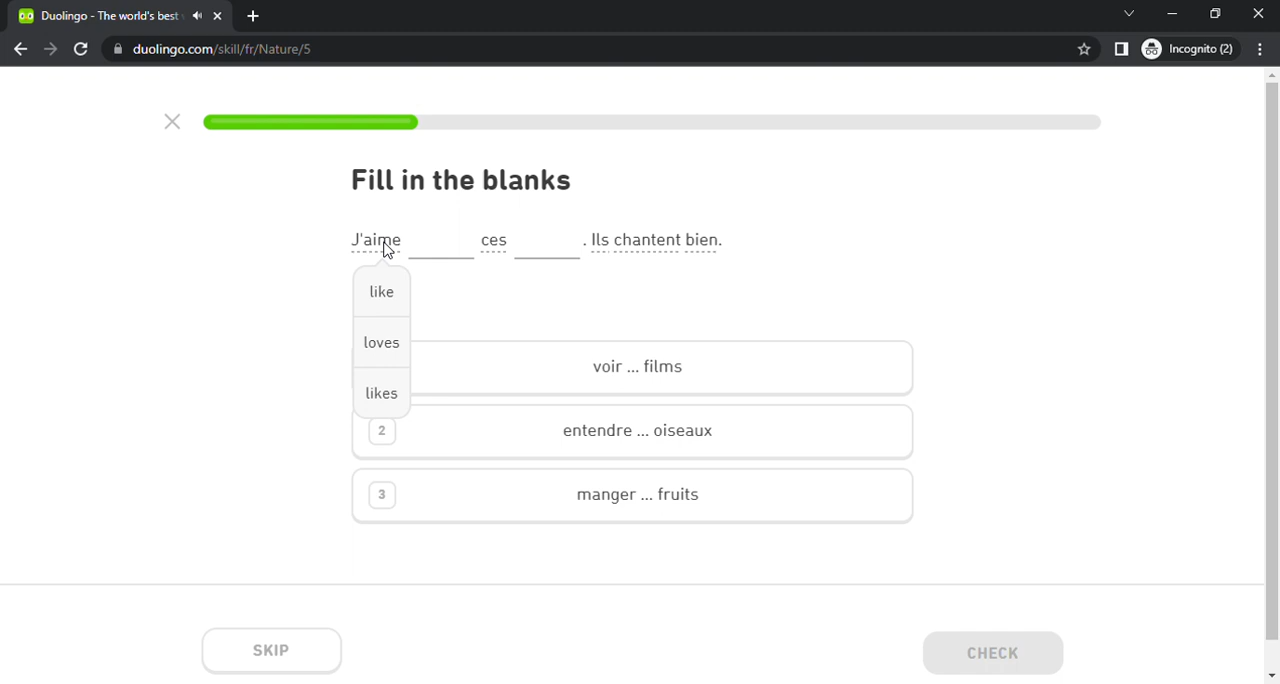 Duolingo - The world's best
duolingo.com/skill/fr/Nature/5
Incognito (2)
Fill in the blanks
J'aime ces . Ils chantent bien.
like
loves
likes
voir ... films
2 entendre ... oiseaux
3 manger ... fruits
SKIP
CHECK